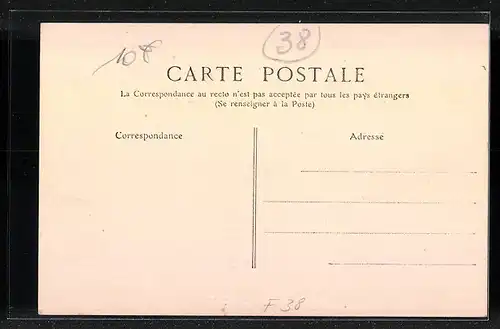 38
CARTE POSTALE
La Correspondance au recto n'est pas acceptée par tous les pays étrangers
(Se renseigner à la Poste)
Correspondance
Adresse
F 38